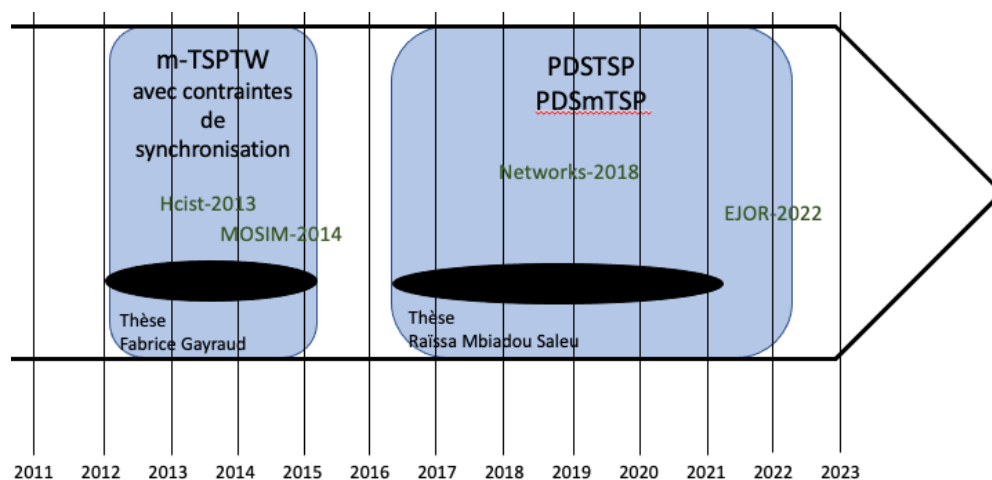 m-TSPTW
avec contraintes
de
synchronisation
Hcist-2013
MOSIM-2014
Thèse
Fabrice Gayraud
PDSTSP
PDSmTSP
Networks-2018
EJOR-2022
Thèse
Raïssa Mbiadou Saleu
2011 2012 2013 2014 2015 2016 2017 2018 2019 2020 2021 2022 2023